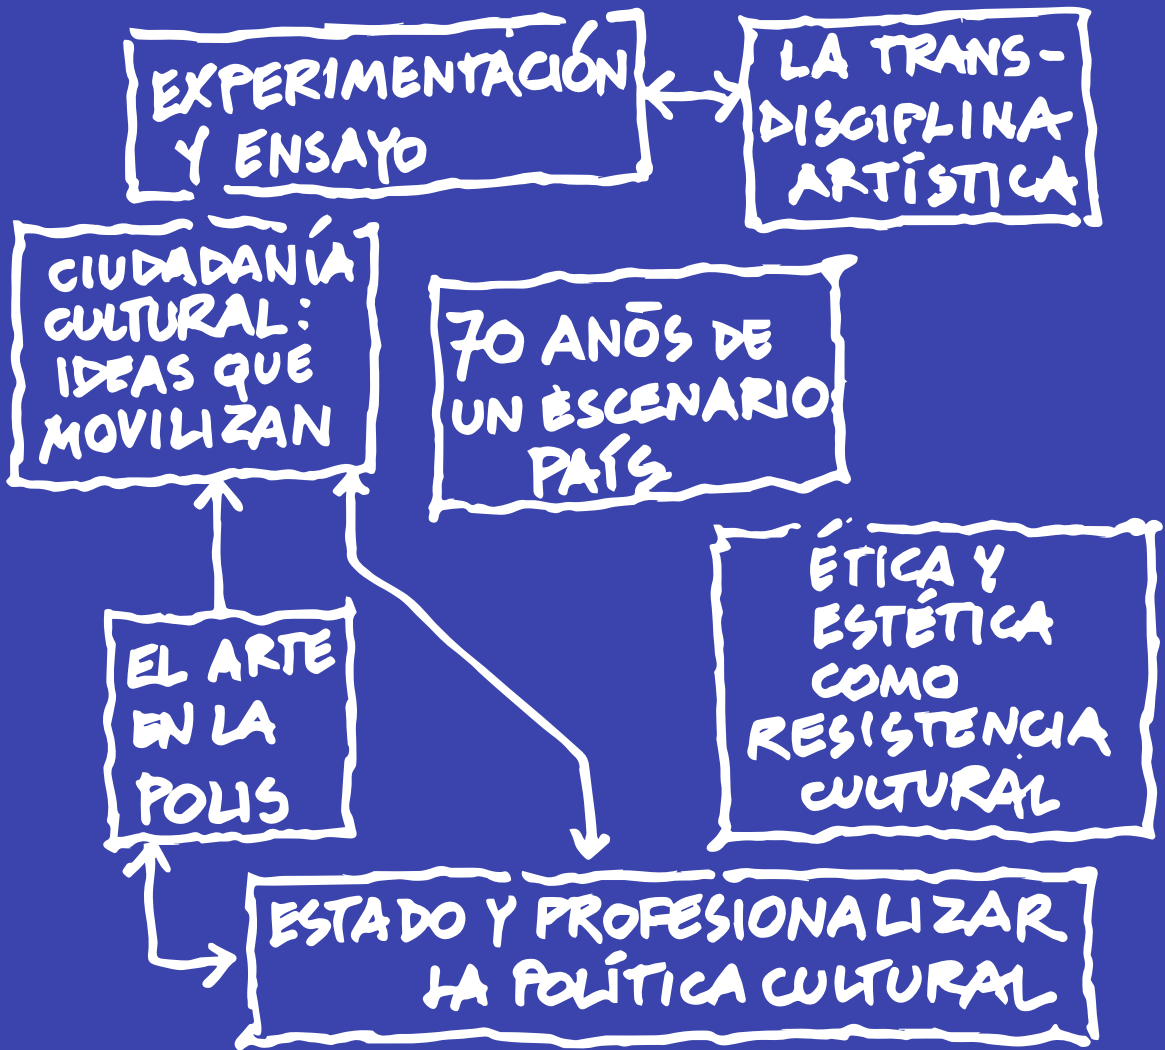 EXPERIMENTACIÓN
Y ENSAYO
LA TRANS-
DISCIPLINA
ARTÍSTICA
CIUDADANÍA
CULTURAL:
IDEAS QUE
MOVILIZAN
70 AÑOS DE
UN ESCENARIO
PAÍS
ÉTICA Y
ESTÉTICA
COMO
RESISTENCIA
CULTURAL
EL ARTE
EN LA
POLIS
ESTADO Y PROFESIONALIZAR
LA POLÍTICA CULTURAL